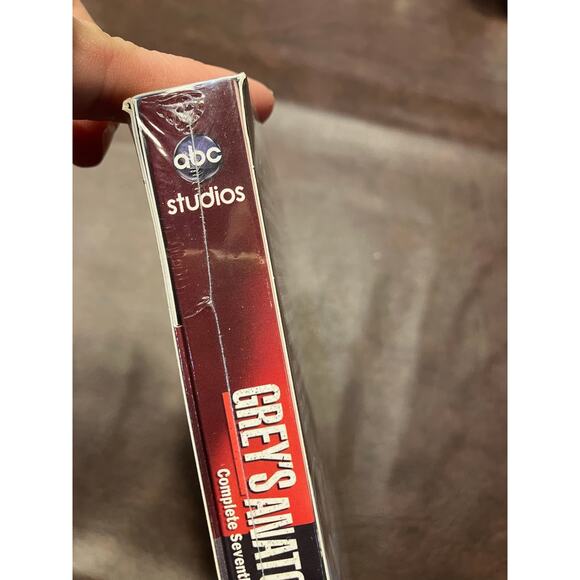 abc
studios
GREY'S ANATO
Complete Sevent